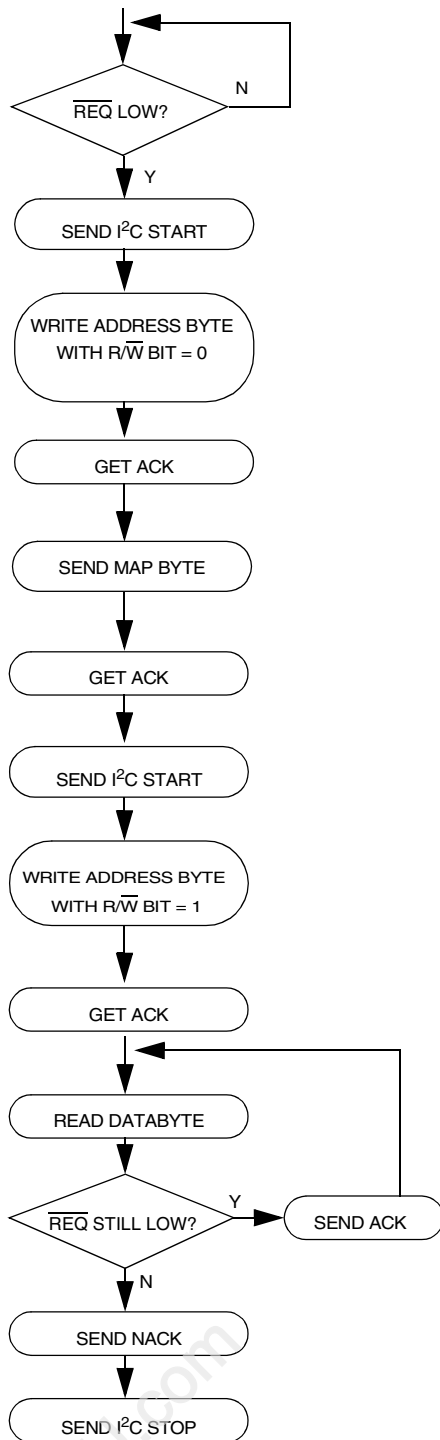 R̅E̅Q̅ LOW?
N
Y
SEND I²C START
WRITE ADDRESS BYTE
WITH R/W̅ BIT = 0
GET ACK
SEND MAP BYTE
GET ACK
SEND I²C START
WRITE ADDRESS BYTE
WITH R/W̅ BIT = 1
GET ACK
READ DATABYTE
R̅E̅Q̅ STILL LOW?
Y
SEND ACK
N
SEND NACK
SEND I²C STOP
.com